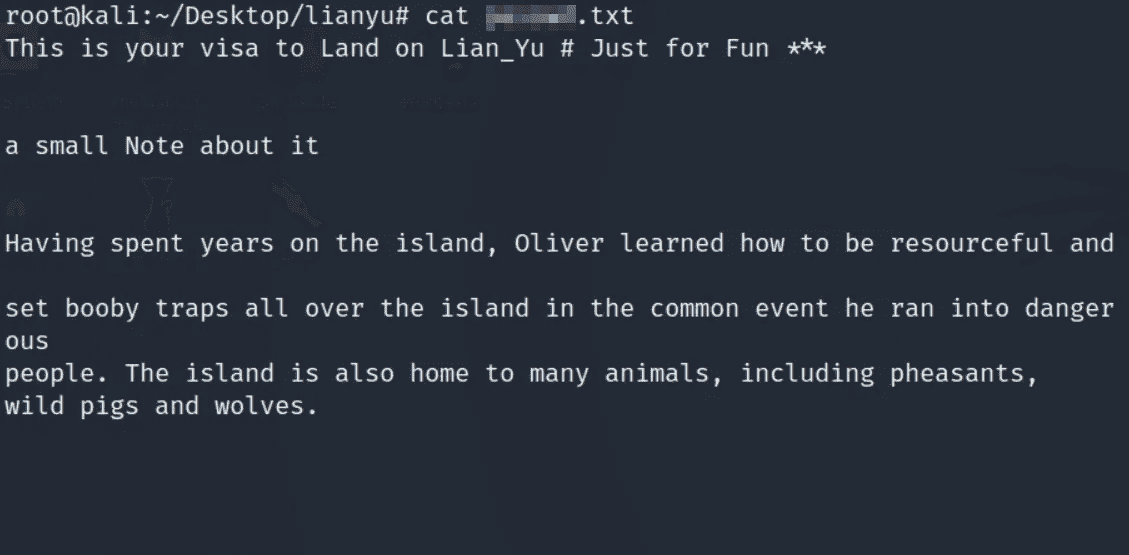 root@kali:~/Desktop/lianyu# cat .txt
This is your visa to Land on Lian_Yu # Just for Fun ***
a small Note about it
Having spent years on the island, Oliver learned how to be resourceful and
set booby traps all over the island in the common event he ran into danger
ous
people. The island is also home to many animals, including pheasants,
wild pigs and wolves.